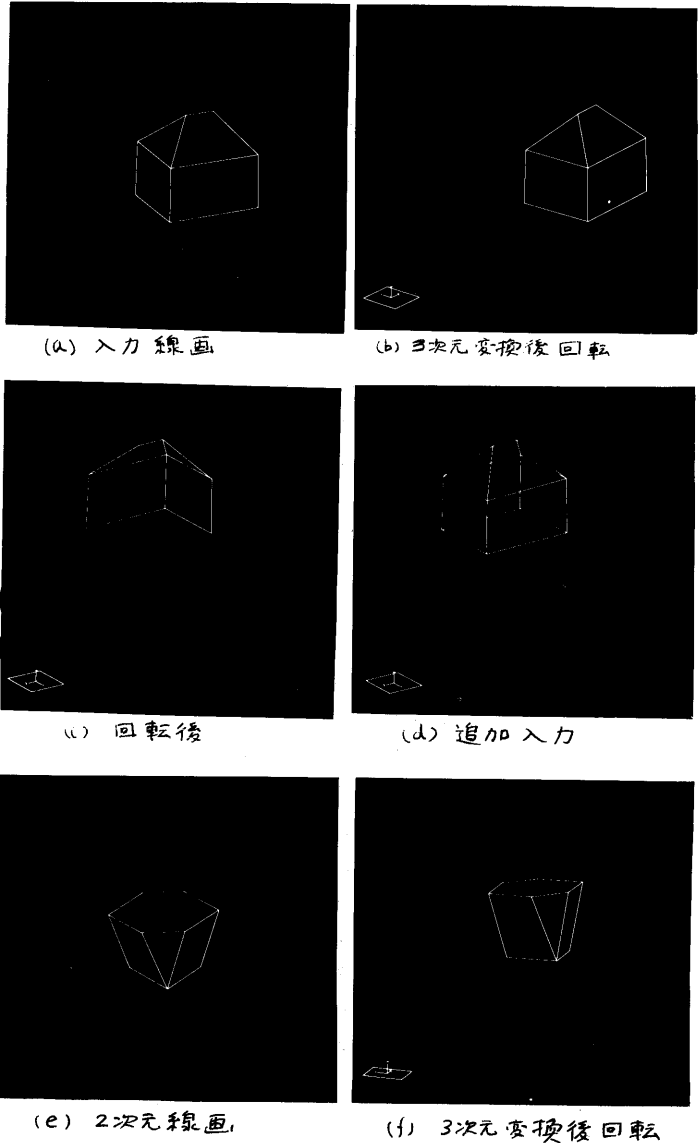 (a) 入力線画
(b) 3次元変換後回転
(c) 回転後
(d) 追加入力
(e) 2次元線画
(f) 3次元変換後回転